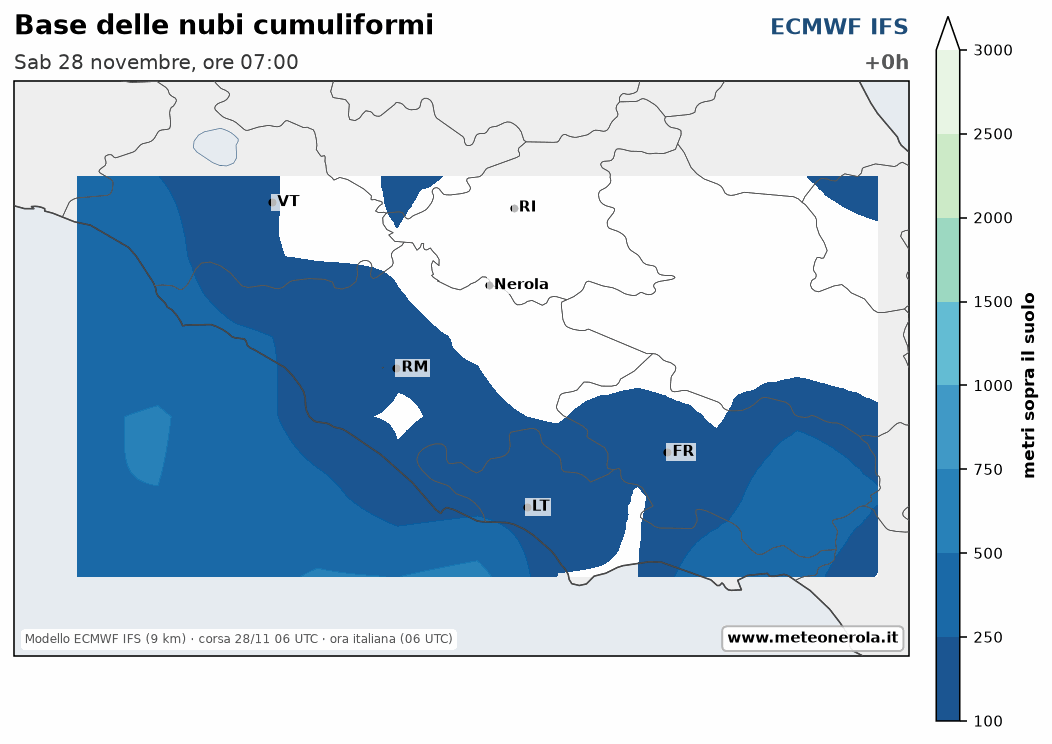 Base delle nubi cumuliformi
ECMWF IFS
Sab 28 novembre, ore 07:00
+0h
VT
RI
Nerola
RM
FR
LT
3000
2500
2000
1500
1000
750
500
250
100
metri sopra il suolo
Modello ECMWF IFS (9 km) · corsa 28/11 06 UTC · ora italiana (06 UTC)
www.meteonerola.it